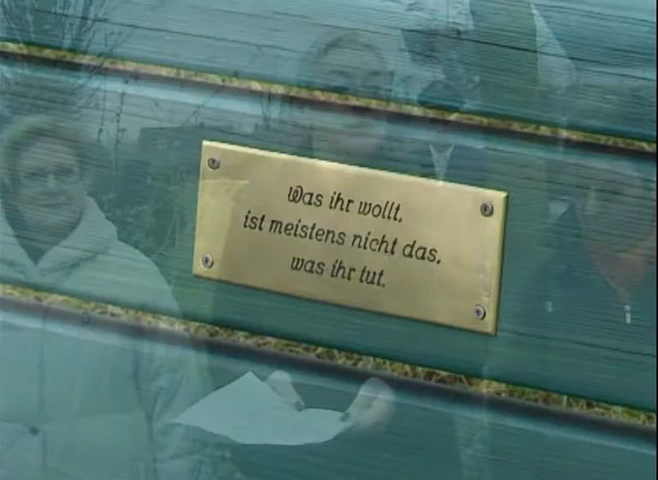 Was ihr wollt,
ist meistens nicht das,
was ihr tut.